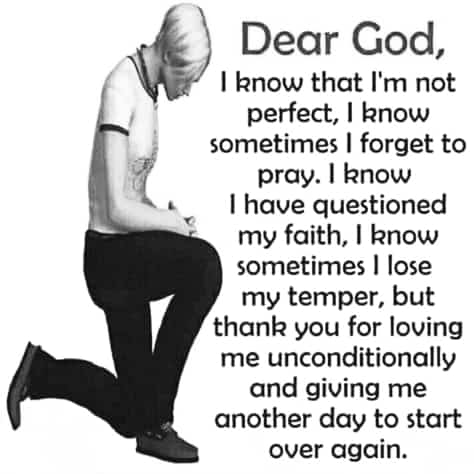 Dear God,
I know that I'm not
perfect, I know
sometimes I forget to
pray. I know
I have questioned
my faith, I know
sometimes I lose
my temper, but
thank you for loving
me unconditionally
and giving me
another day to start
over again.